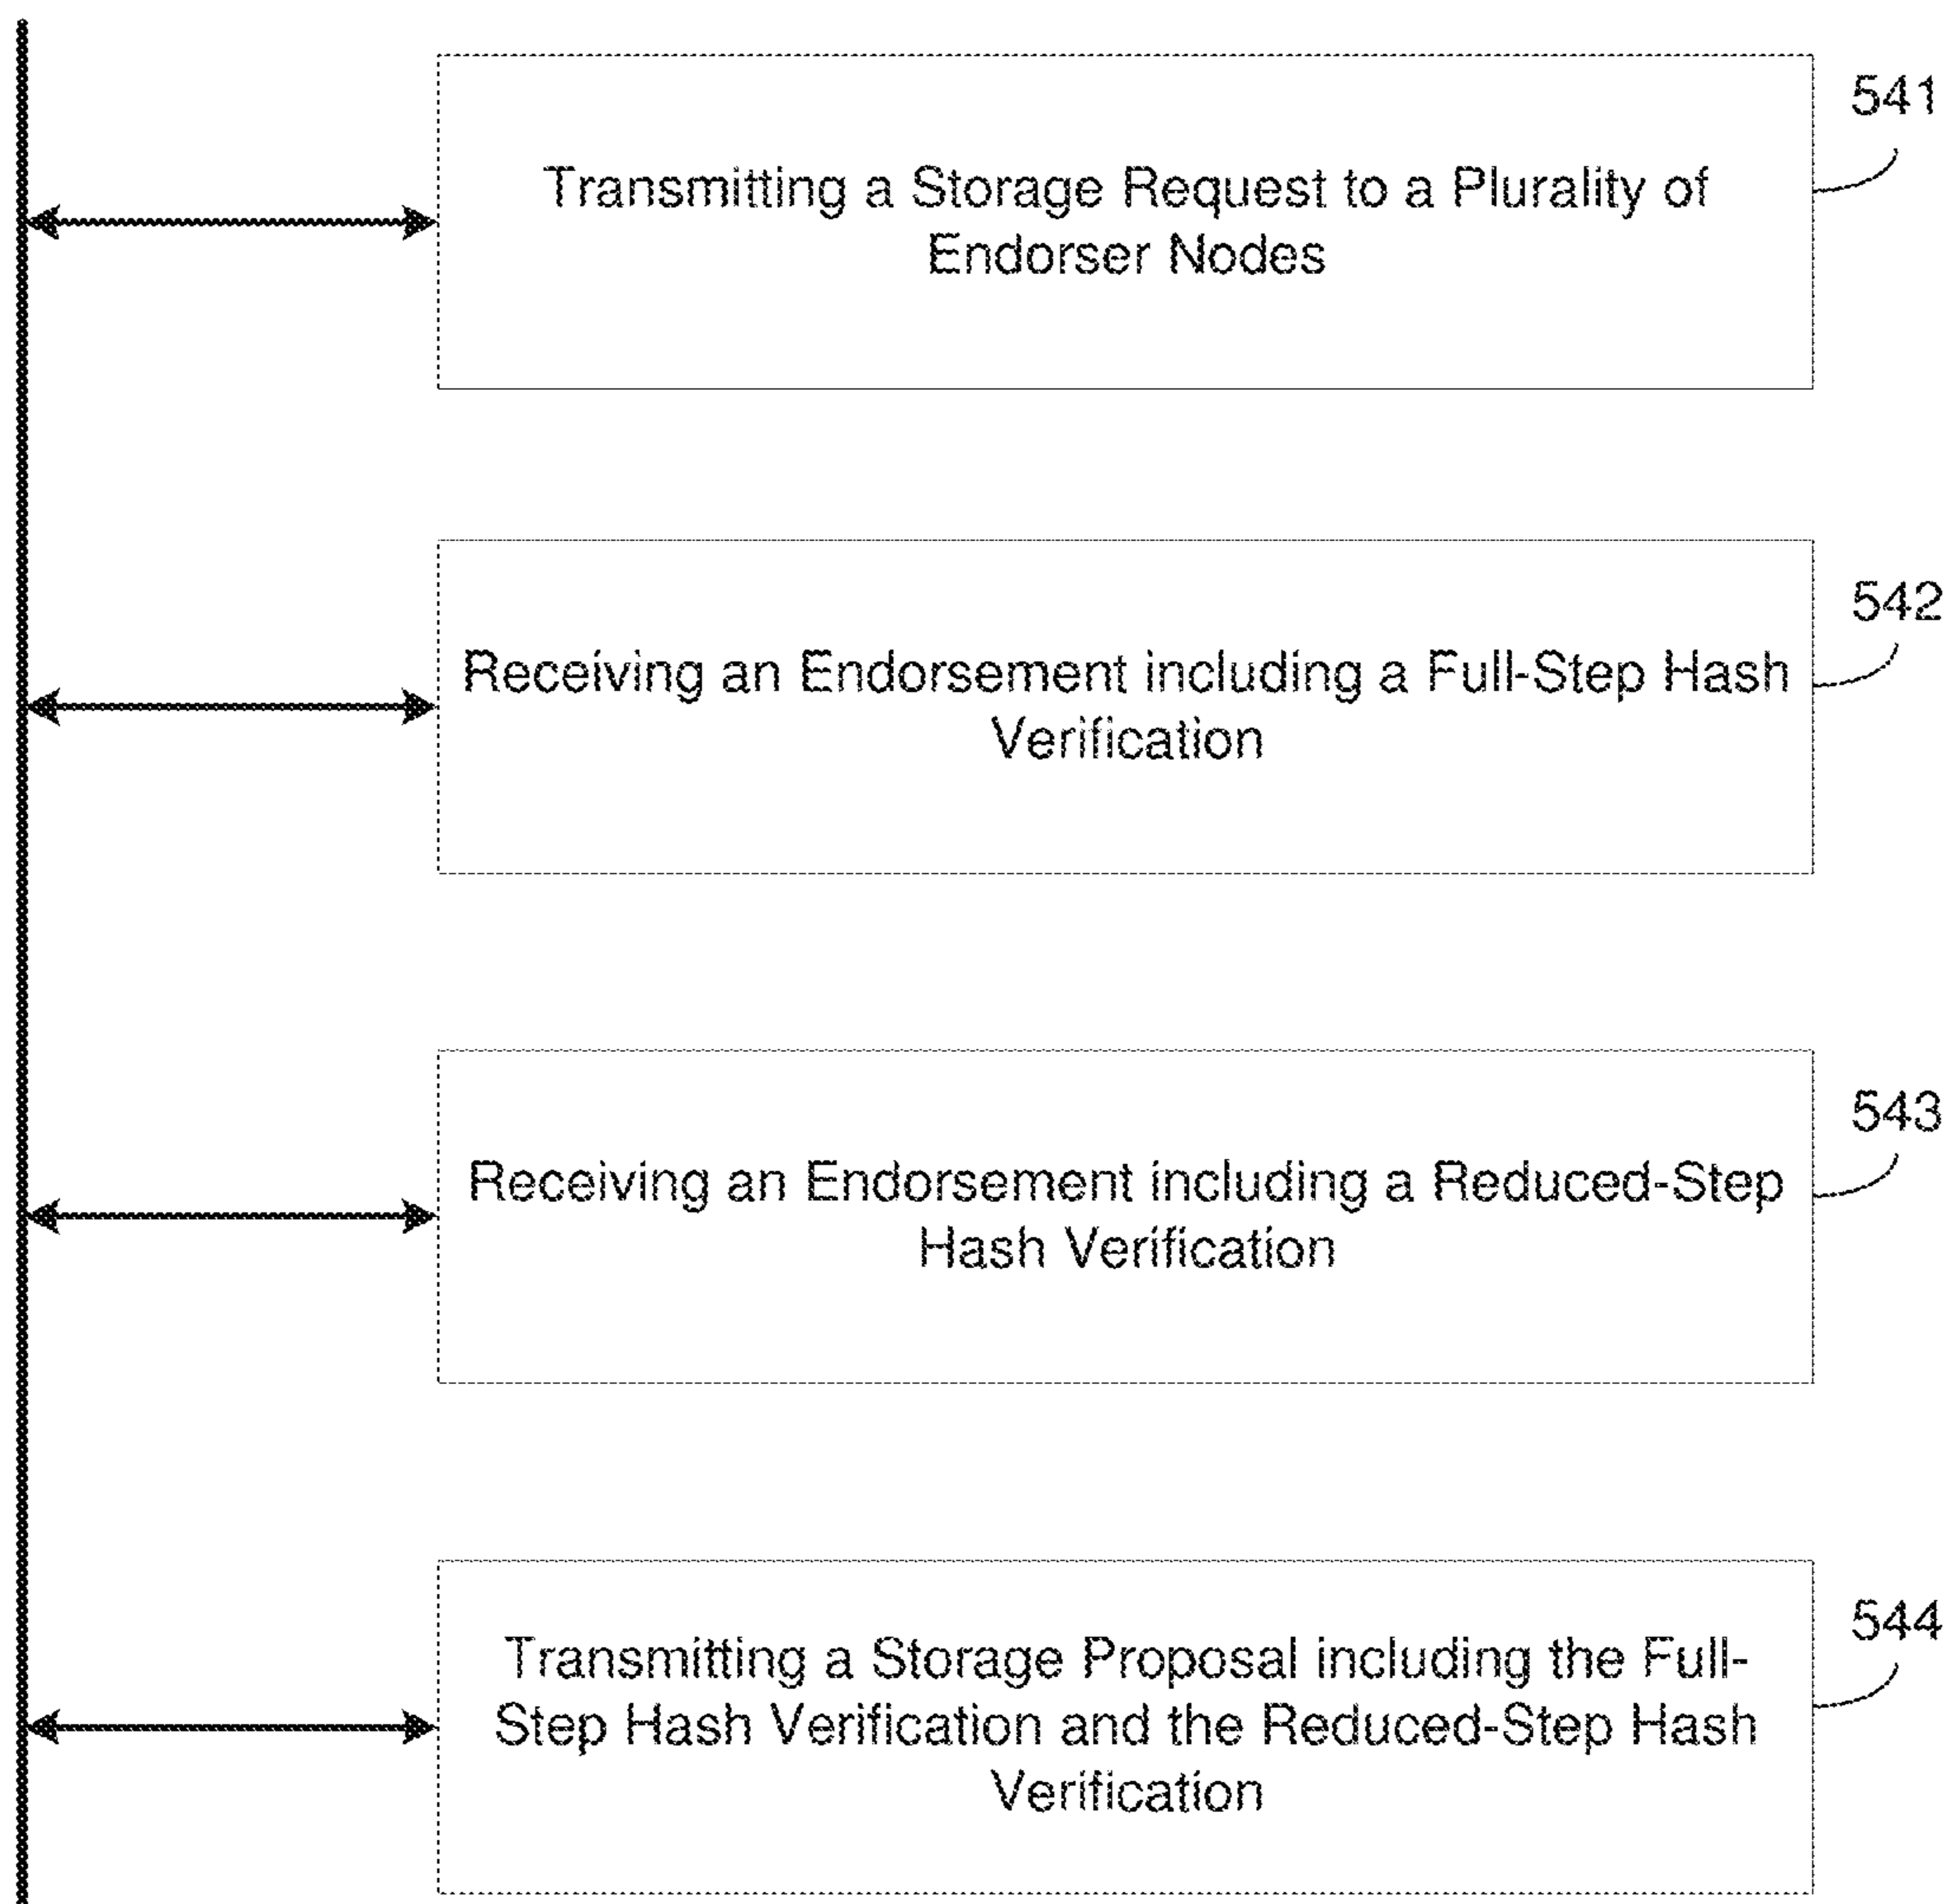 541
Transmitting a Storage Request to a Plurality of
Endorser Nodes
542
Receiving an Endorsement including a Full-Step Hash
Verification
543
Receiving an Endorsement including a Reduced-Step
Hash Verification
544
Transmitting a Storage Proposal including the Full-
Step Hash Verification and the Reduced-Step Hash
Verification